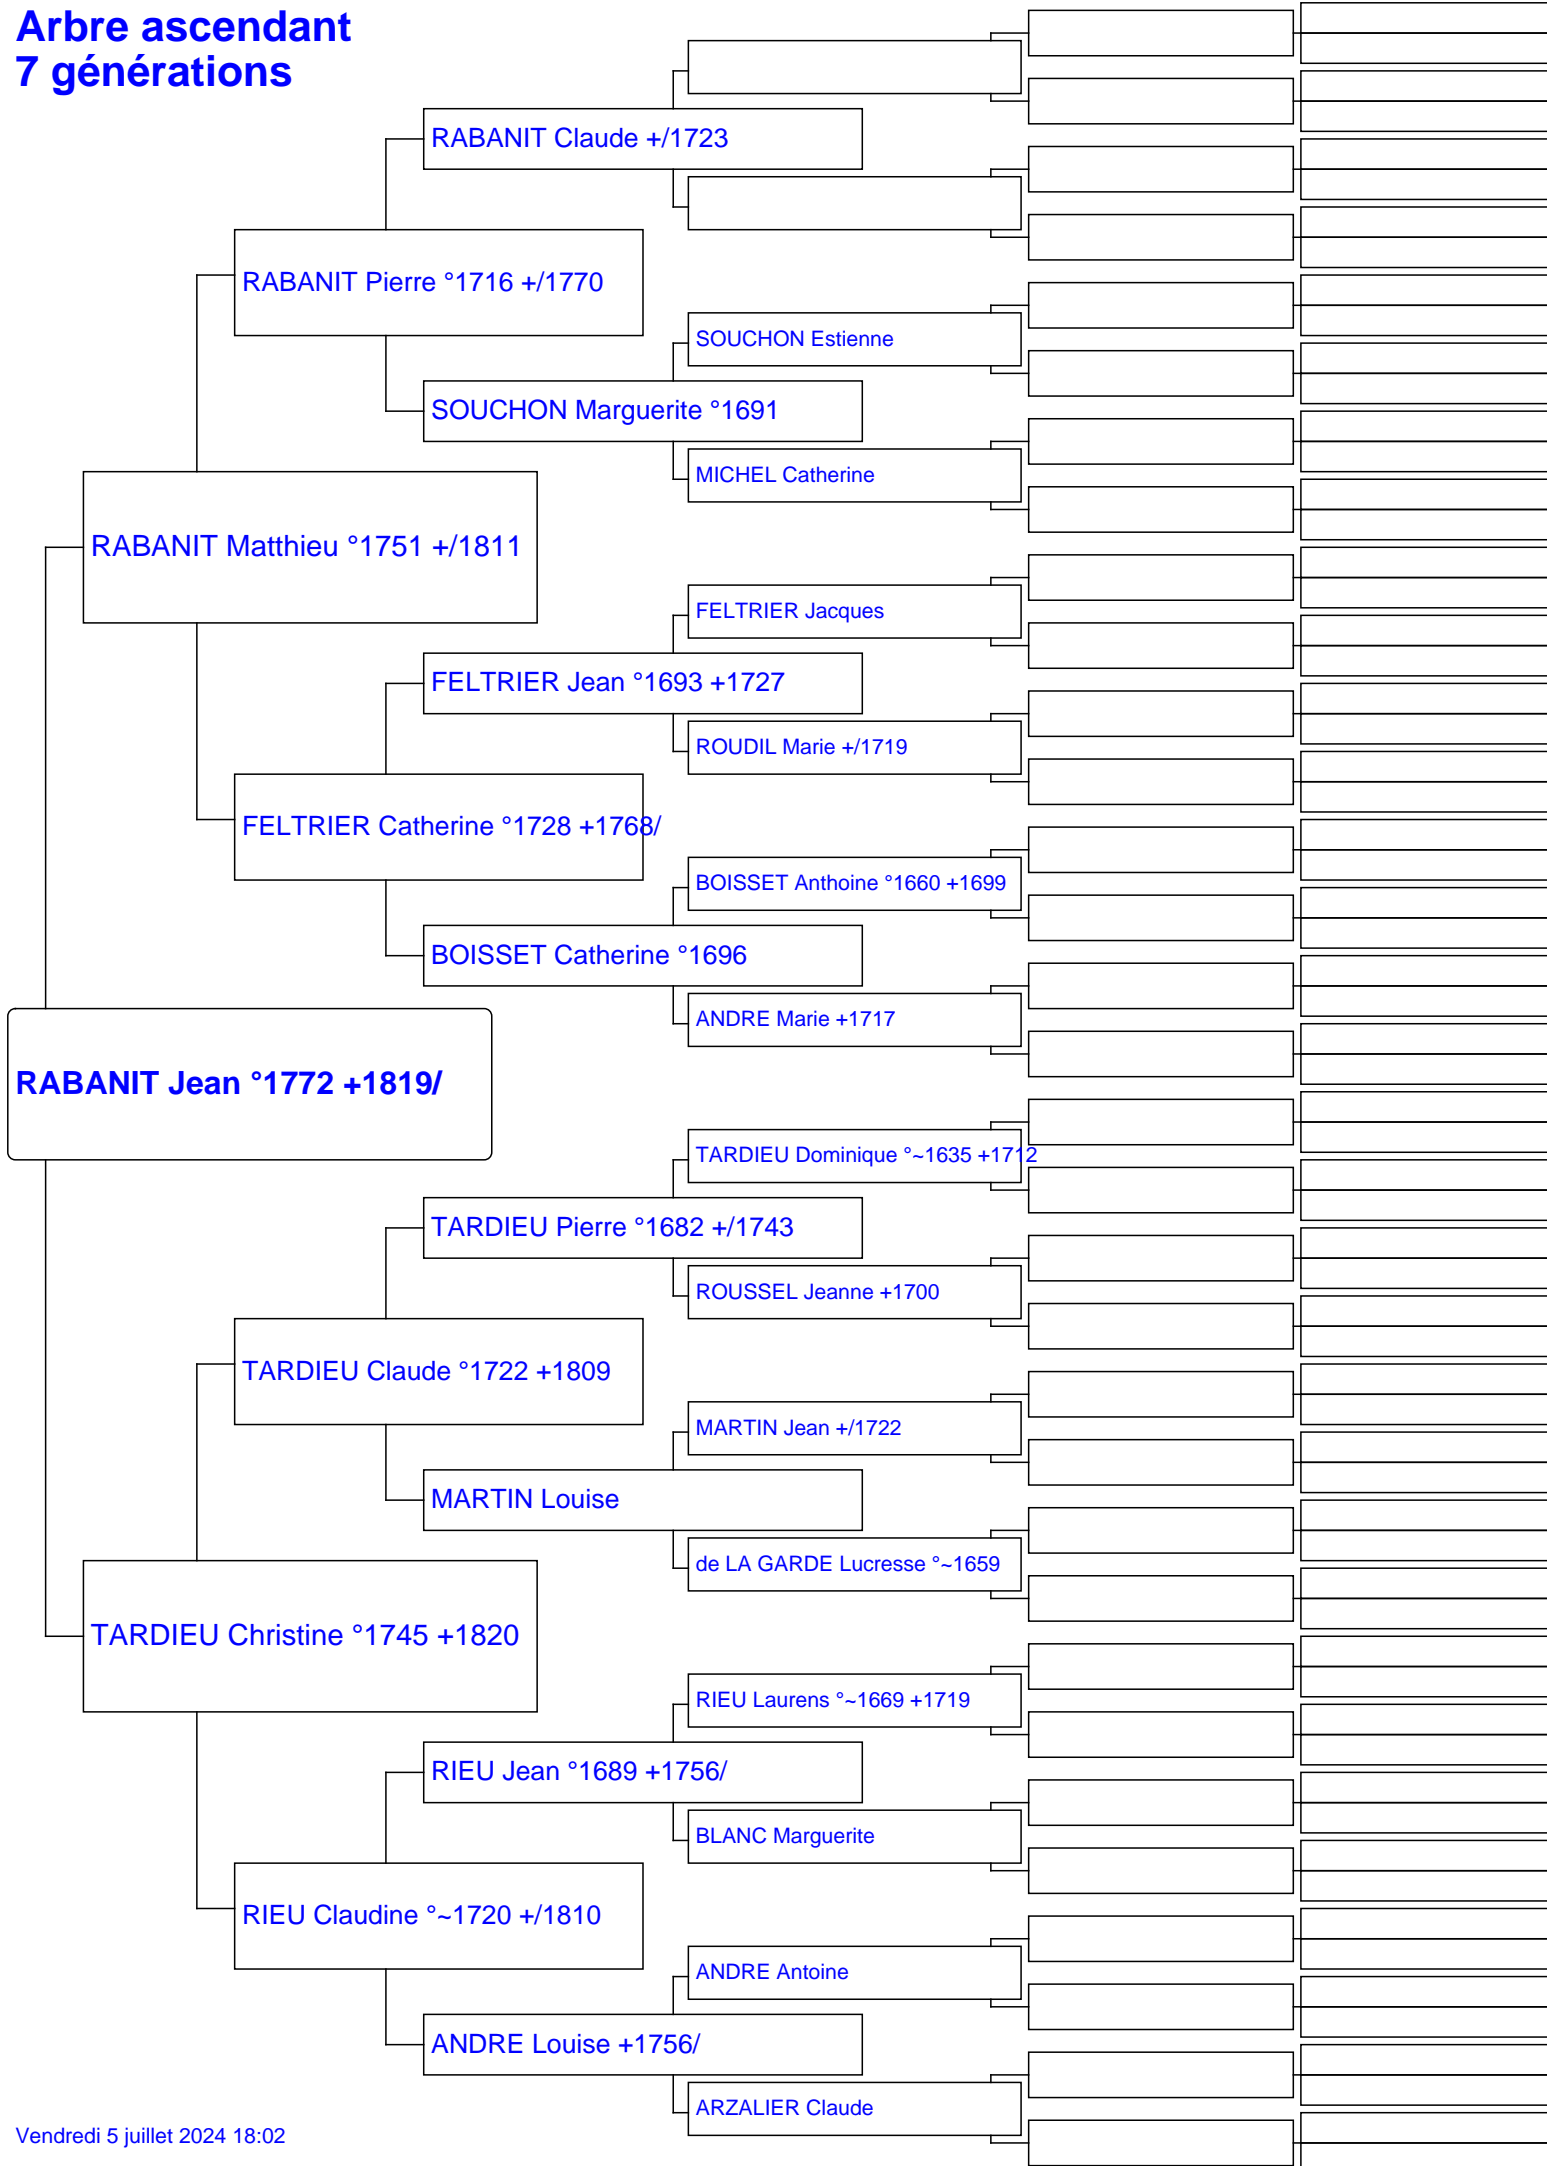 Arbre ascendant
7 générations
RABANIT Claude +/1723
RABANIT Pierre °1716 +/1770
SOUCHON Estienne
SOUCHON Marguerite °1691
MICHEL Catherine
RABANIT Matthieu °1751 +/1811
FELTRIER Jacques
FELTRIER Jean °1693 +1727
ROUDIL Marie +/1719
FELTRIER Catherine °1728 +1768/
BOISSET Anthoine °1660 +1699
BOISSET Catherine °1696
ANDRE Marie +1717
RABANIT Jean °1772 +1819/
TARDIEU Dominique °~1635 +1712
TARDIEU Pierre °1682 +/1743
ROUSSEL Jeanne +1700
TARDIEU Claude °1722 +1809
MARTIN Jean +/1722
MARTIN Louise
de LA GARDE Lucresse °~1659
TARDIEU Christine °1745 +1820
RIEU Laurens °~1669 +1719
RIEU Jean °1689 +1756/
BLANC Marguerite
RIEU Claudine °~1720 +/1810
ANDRE Antoine
ANDRE Louise +1756/
ARZALIER Claude
Vendredi 5 juillet 2024 18:02